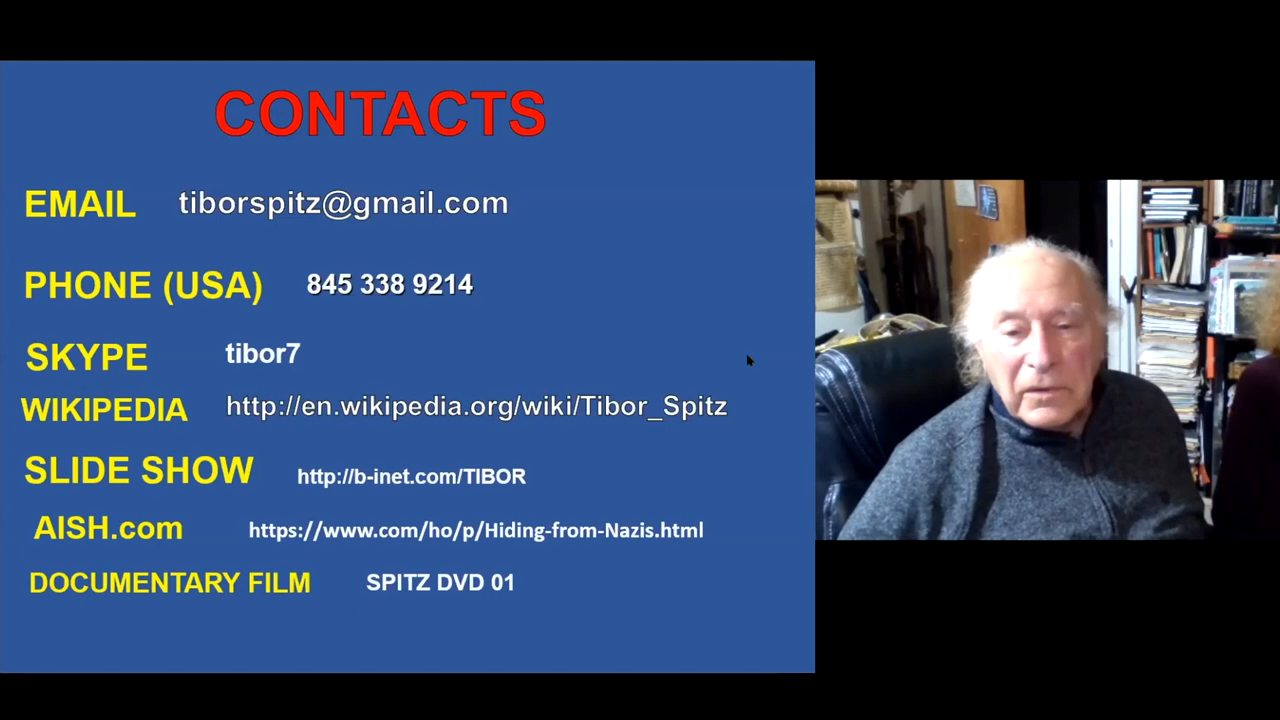 CONTACTS
EMAIL tiborspitz@gmail.com
PHONE (USA) 845 338 9214
SKYPE tibor7
WIKIPEDIA http://en.wikipedia.org/wiki/Tibor_Spitz
SLIDE SHOW http://b-inet.com/TIBOR
AISH.com https://www.com/ho/p/Hiding-from-Nazis.html
DOCUMENTARY FILM SPITZ DVD 01